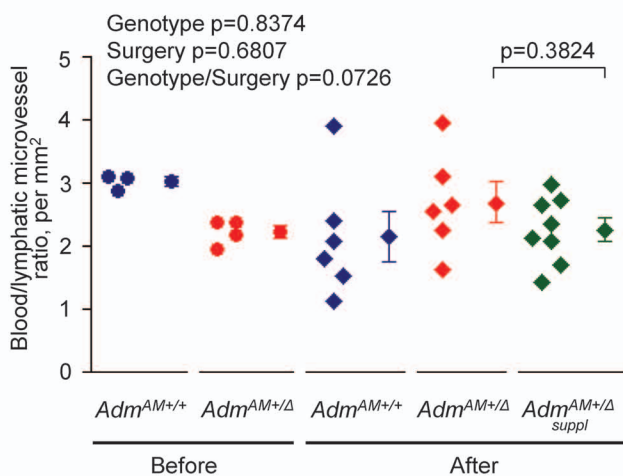 Genotype p=0.8374
Surgery p=0.6807
Genotype/Surgery p=0.0726
p=0.3824
Blood/lymphatic microvessel
ratio, per mm²
5
4
3
2
1
0
Adm^AM+/+
Adm^AM+/Δ
Adm^AM+/+
Adm^AM+/Δ
Adm^AM+/Δ
suppl
Before
After